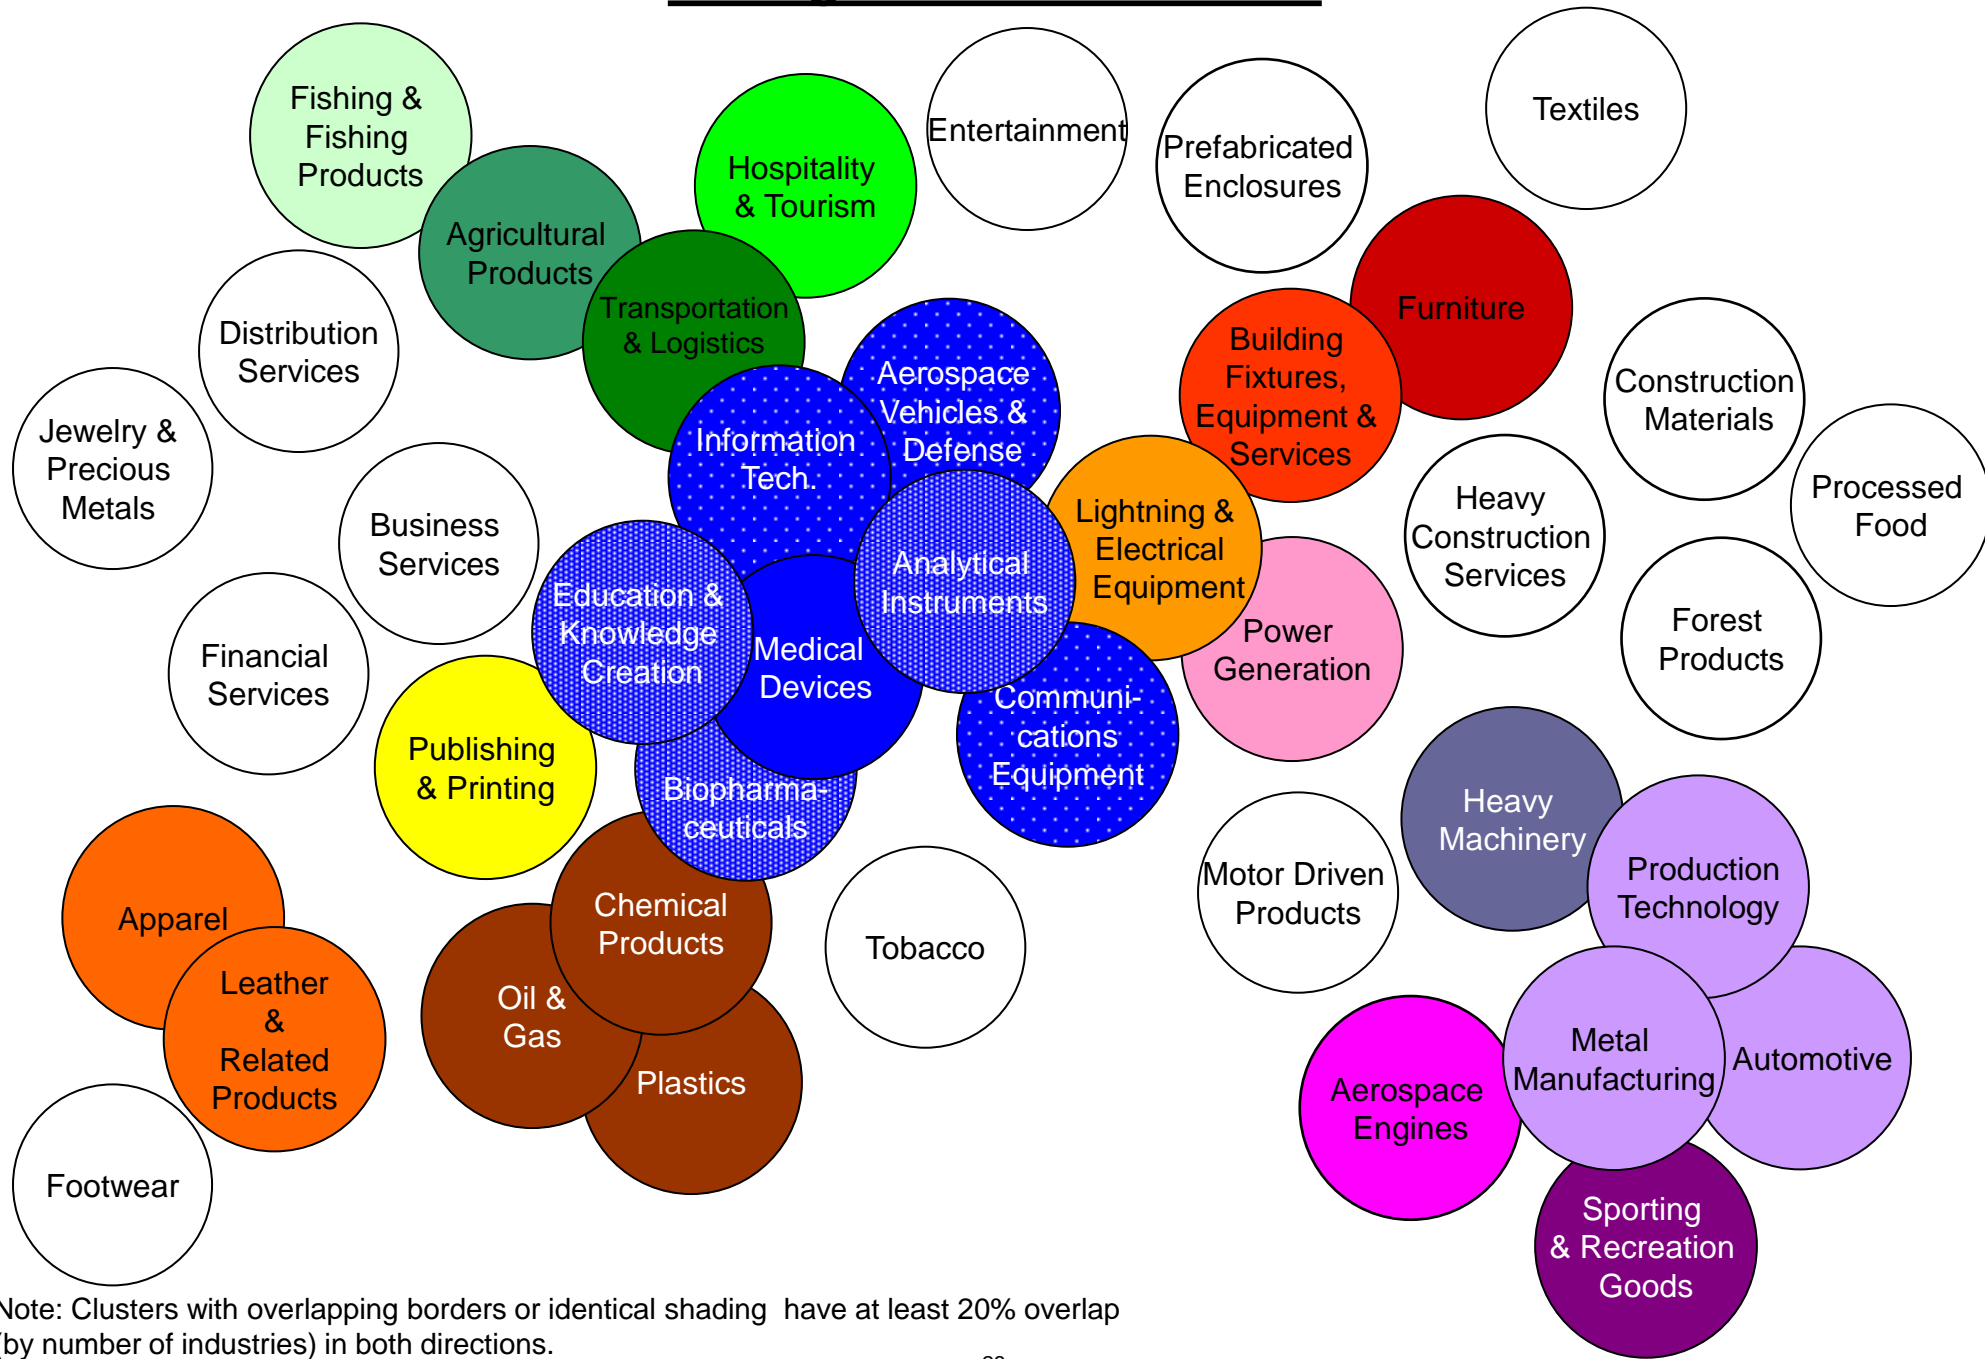 Fishing &
Fishing
Products
Agricultural
Products
Hospitality
& Tourism
Entertainment
Prefabricated
Enclosures
Textiles
Transportation
& Logistics
Distribution
Services
Furniture
Building
Fixtures,
Equipment &
Services
Construction
Materials
Aerospace
Vehicles &
Defense
Information
Tech.
Jewelry &
Precious
Metals
Business
Services
Lightning &
Electrical
Equipment
Heavy
Construction
Services
Processed
Food
Analytical
Instruments
Education &
Knowledge
Creation
Medical
Devices
Power
Generation
Forest
Products
Financial
Services
Communi-
cations
Equipment
Publishing
& Printing
Biopharma-
ceuticals
Heavy
Machinery
Production
Technology
Motor Driven
Products
Apparel
Chemical
Products
Tobacco
Leather
&
Related
Products
Oil &
Gas
Plastics
Metal
Manufacturing
Automotive
Aerospace
Engines
Footwear
Sporting
& Recreation
Goods
Note: Clusters with overlapping borders or identical shading have at least 20% overlap
(by number of industries) in both directions.